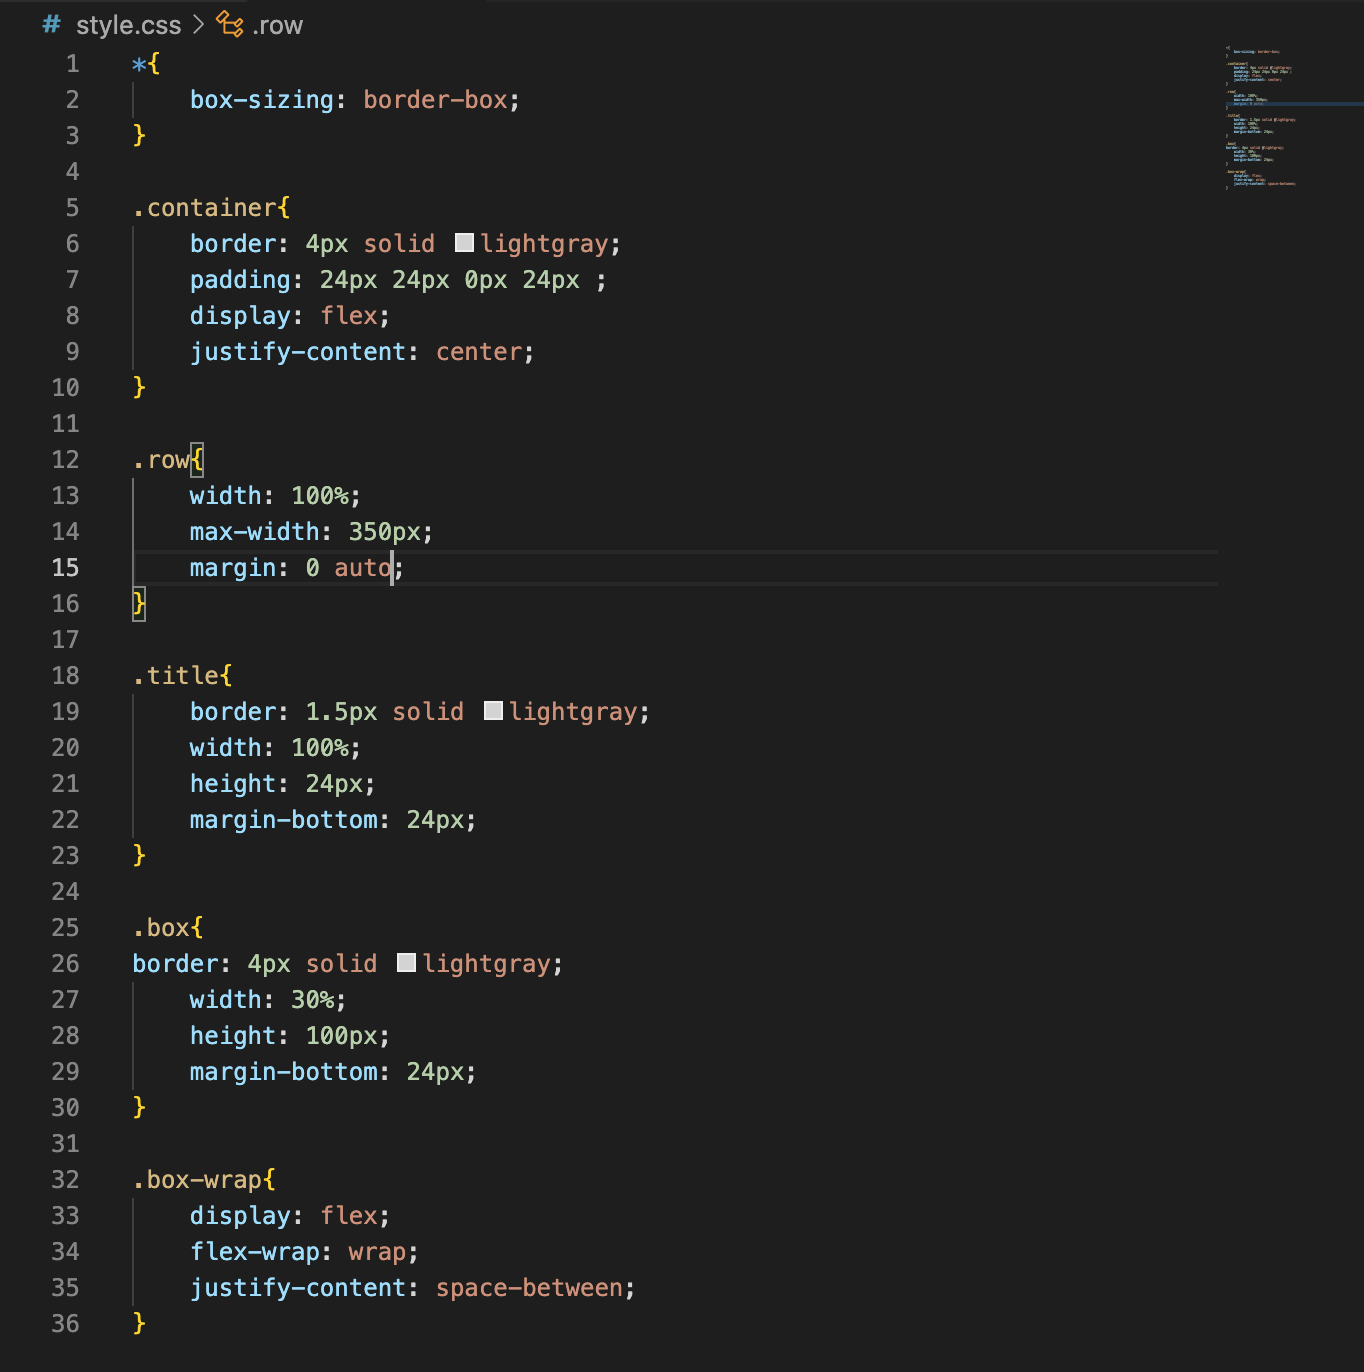 # style.css > .row
1 *{
2     box-sizing: border-box;
3 }
4
5 .container{
6     border: 4px solid lightgray;
7     padding: 24px 24px 0px 24px ;
8     display: flex;
9     justify-content: center;
10 }
11
12 .row{
13     width: 100%;
14     max-width: 350px;
15     margin: 0 auto;
16 }
17
18 .title{
19     border: 1.5px solid lightgray;
20     width: 100%;
21     height: 24px;
22     margin-bottom: 24px;
23 }
24
25 .box{
26 border: 4px solid lightgray;
27     width: 30%;
28     height: 100px;
29     margin-bottom: 24px;
30 }
31
32 .box-wrap{
33     display: flex;
34     flex-wrap: wrap;
35     justify-content: space-between;
36 }